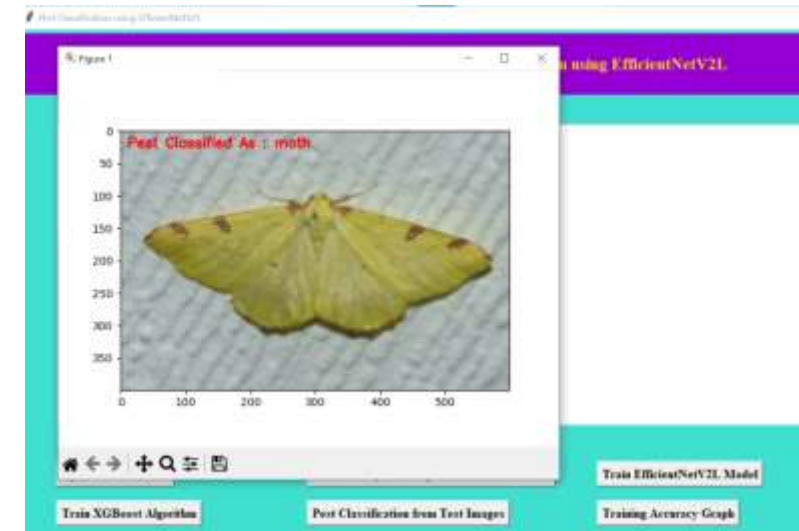 Pest Classification using EfficientNetV2L
Figure 1
n using EfficientNetV2L
Pest Classified As : moth
0
50
100
150
200
250
300
350
0 100 200 300 400 500
Train EfficientNetV2L Model
Train XGBoost Algorithm
Pest Classification from Test Images
Training Accuracy Graph